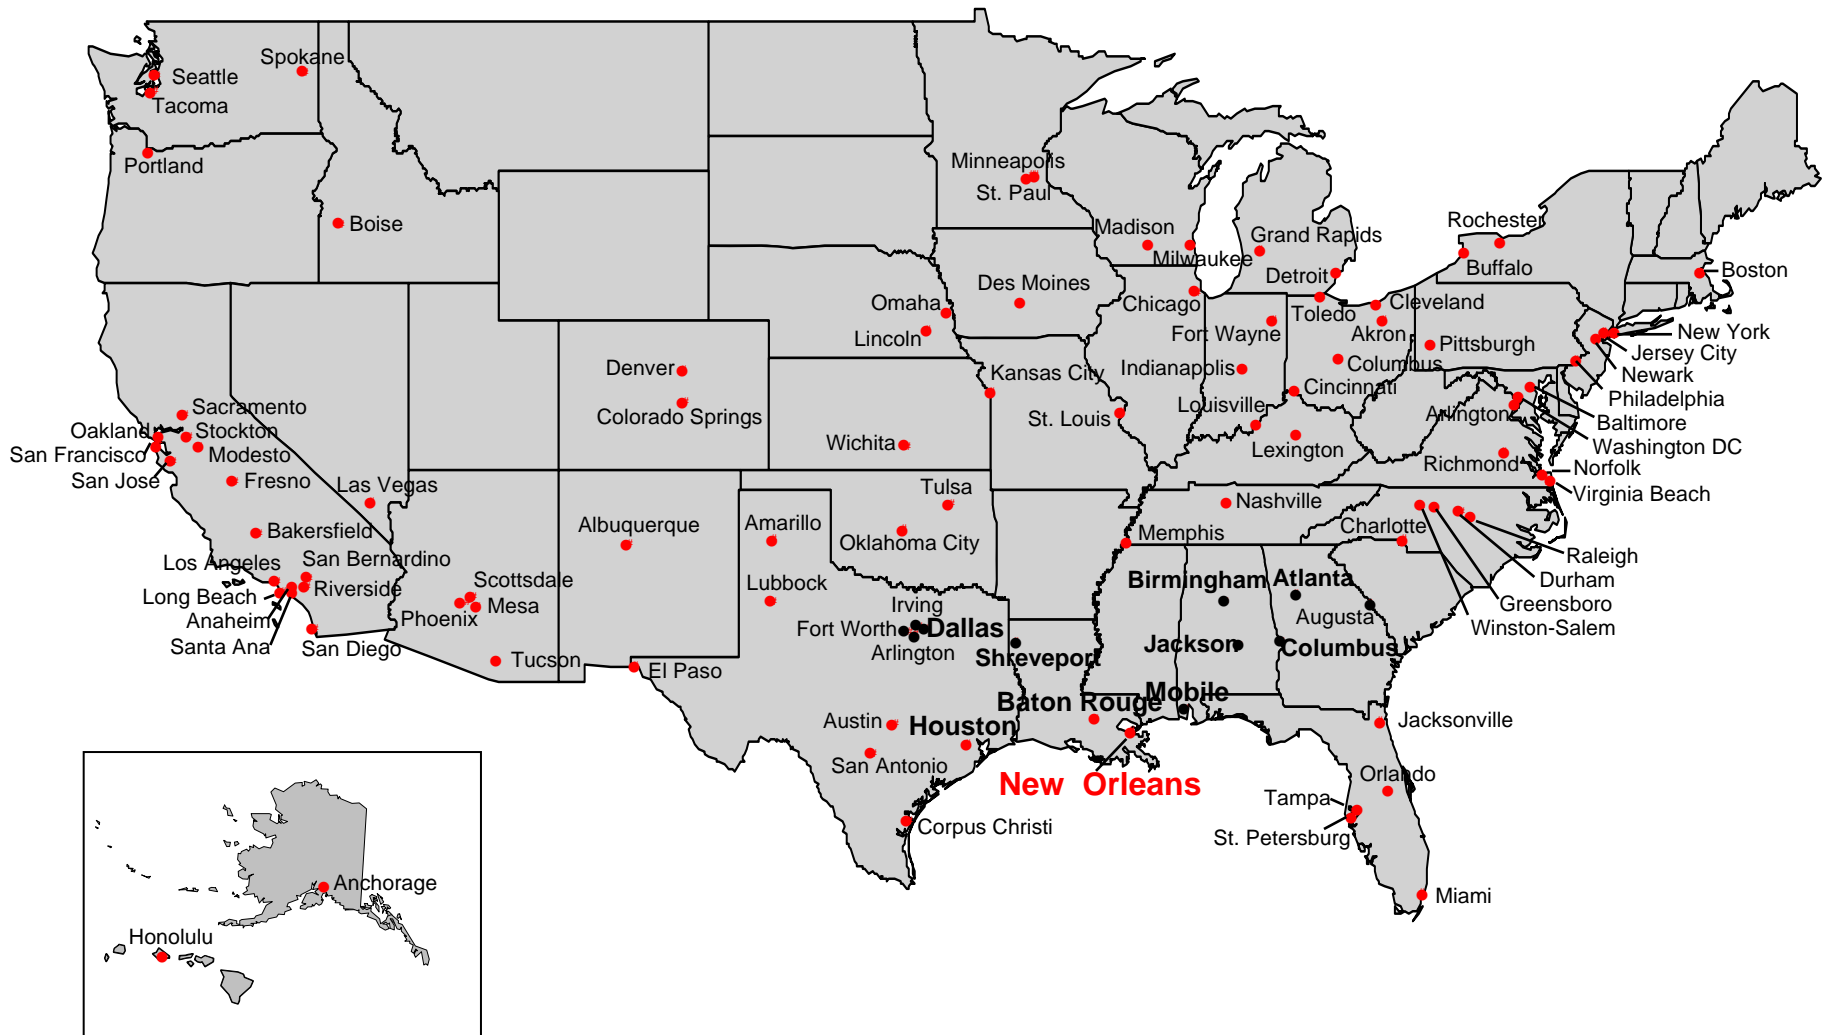 Spokane
Seattle
Tacoma
Portland
Boise
Minneapolis
St. Paul
Madison
Milwaukee
Grand Rapids
Detroit
Rochester
Buffalo
Boston
Des Moines
Omaha
Lincoln
Chicago
Fort Wayne
Toledo
Cleveland
Akron
Pittsburgh
New York
Jersey City
Newark
Philadelphia
Baltimore
Washington DC
Arlington
Denver
Colorado Springs
Kansas City
St. Louis
Indianapolis
Columbus
Cincinnati
Louisville
Lexington
Richmond
Norfolk
Virginia Beach
Wichita
Sacramento
Oakland
Stockton
San Francisco
Modesto
San Jose
Fresno
Las Vegas
Bakersfield
Los Angeles
San Bernardino
Riverside
Long Beach
Anaheim
Santa Ana
San Diego
Scottsdale
Mesa
Phoenix
Tucson
Albuquerque
El Paso
Amarillo
Lubbock
Tulsa
Oklahoma City
Nashville
Memphis
Charlotte
Raleigh
Durham
Greensboro
Winston-Salem
Birmingham
Atlanta
Augusta
Irving
Fort Worth
Dallas
Arlington
Shreveport
Jackson
Columbus
Baton Rouge
Mobile
Austin
Houston
San Antonio
New Orleans
Corpus Christi
Jacksonville
Orlando
Tampa
St. Petersburg
Miami
Anchorage
Honolulu